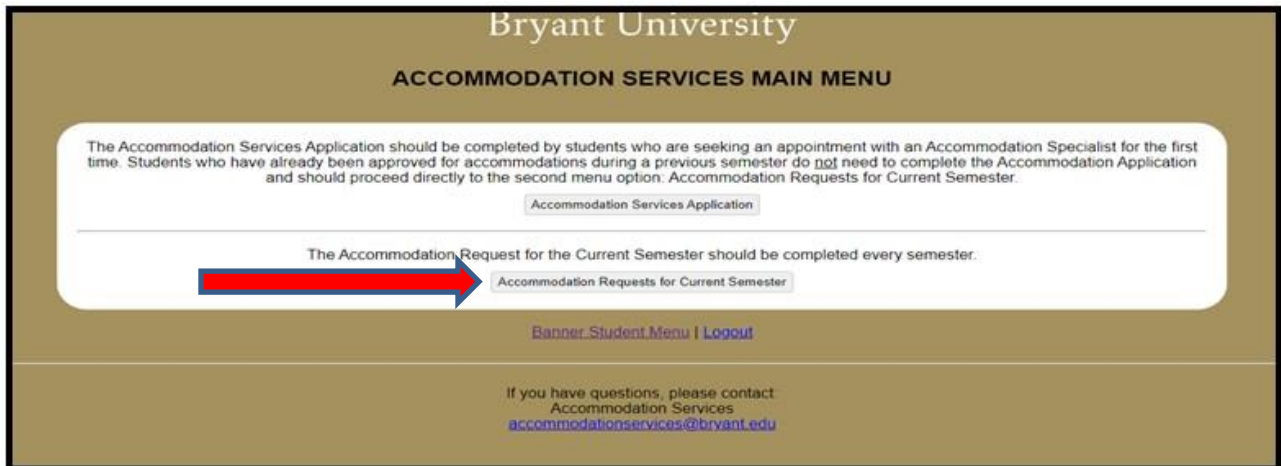 Bryant University
ACCOMMODATION SERVICES MAIN MENU
The Accommodation Services Application should be completed by students who are seeking an appointment with an Accommodation Specialist for the first
time. Students who have already been approved for accommodations during a previous semester do not need to complete the Accommodation Application
and should proceed directly to the second menu option: Accommodation Requests for Current Semester.
Accommodation Services Application
The Accommodation Request for the Current Semester should be completed every semester.
Accommodation Requests for Current Semester
Banner Student Menu | Logout
If you have questions, please contact
Accommodation Services
accommodationservices@bryant.edu